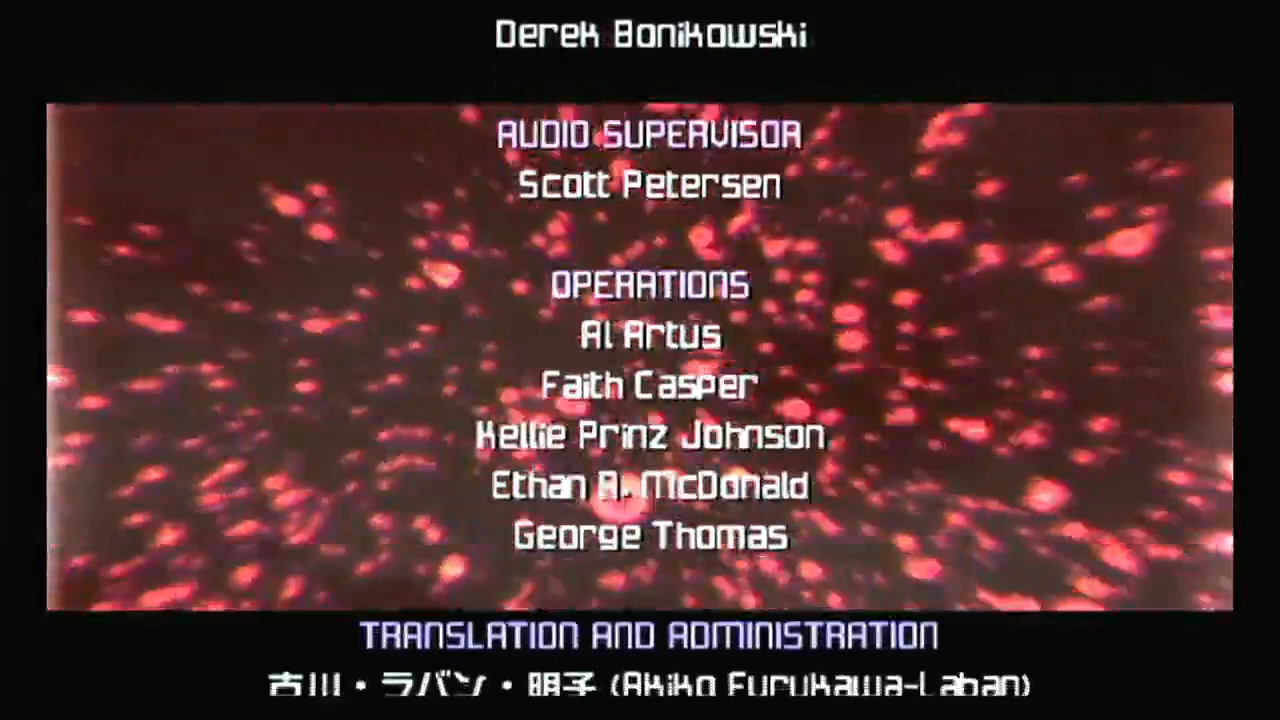 Derek Bonikowski
AUDIO SUPERVISOR
Scott Petersen
OPERATIONS
Al Artus
Faith Casper
Kellie Prinz Johnson
Ethan R. McDonald
George Thomas
TRANSLATION AND ADMINISTRATION
古川・ラバン・明子 (Akiko Furukawa-Laban)